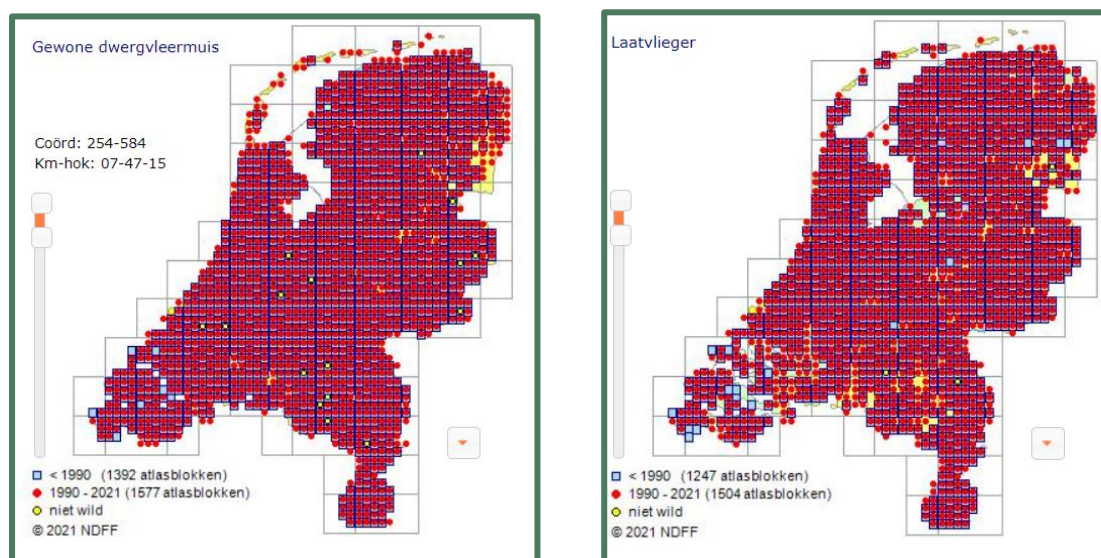 Gewone dwergvleermuis
Coörd: 254-584
Km-hok: 07-47-15
< 1990 (1392 atlasblokken)
1990 - 2021 (1577 atlasblokken)
niet wild
© 2021 NDFF
Laatvlieger
< 1990 (1247 atlasblokken)
1990 - 2021 (1504 atlasblokken)
niet wild
© 2021 NDFF